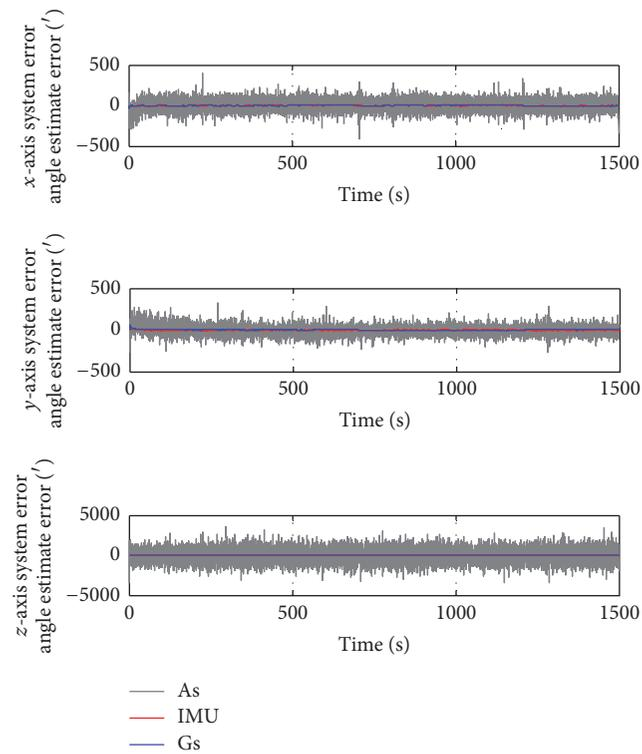 x-axis system error
angle estimate error (′)
500
0
−500
0
500
1000
1500
Time (s)
y-axis system error
angle estimate error (′)
500
0
−500
0
500
1000
1500
Time (s)
z-axis system error
angle estimate error (′)
5000
0
−5000
0
500
1000
1500
Time (s)
As
IMU
Gs